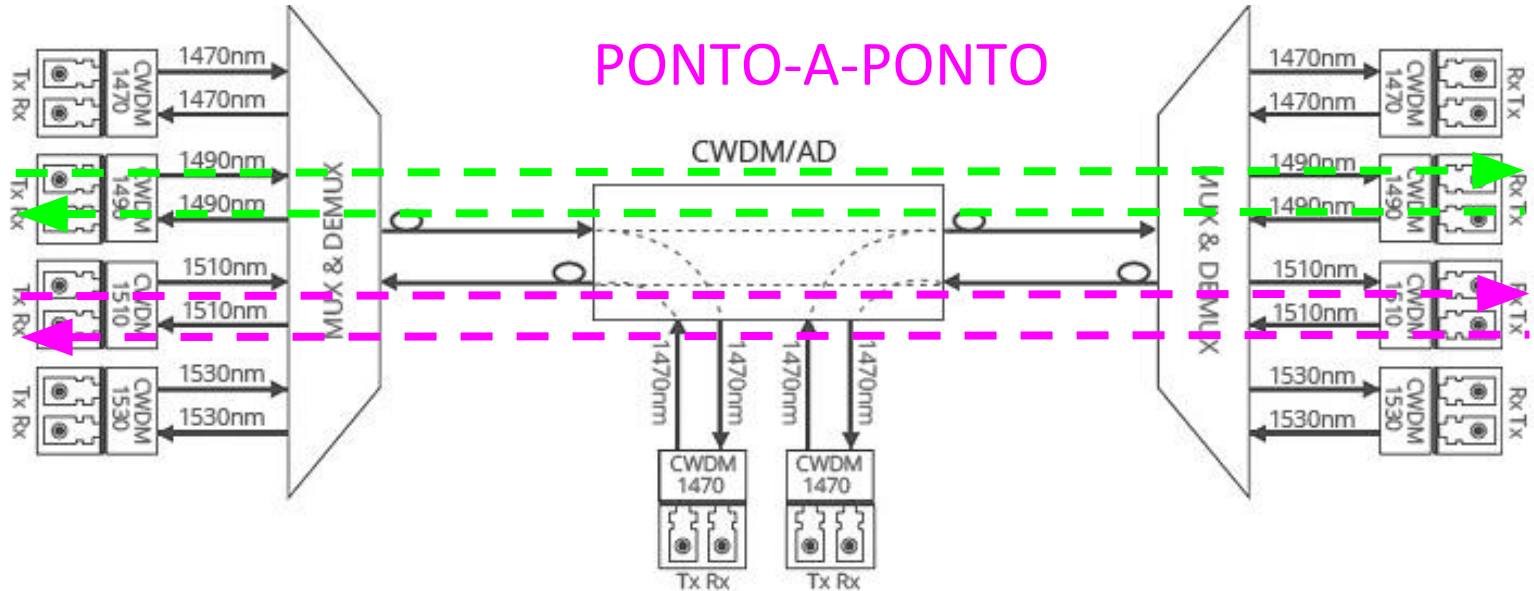 PONTO-A-PONTO
CWDM/AD
Tx Rx
CWDM
1470
1470nm
1470nm
Tx Rx
CWDM
1490
1490nm
1490nm
Tx Rx
CWDM
1510
1510nm
1510nm
Tx Rx
CWDM
1530
1530nm
1530nm
MUX & DEMUX
1470nm
1470nm
1470nm
1470nm
CWDM
1470
Tx Rx
CWDM
1470
Tx Rx
MUX & DEMUX
1470nm
1470nm
CWDM
1470
Rx Tx
1490nm
1490nm
CWDM
1490
Rx Tx
1510nm
1510nm
CWDM
1510
Rx Tx
1530nm
1530nm
CWDM
1530
Rx Tx